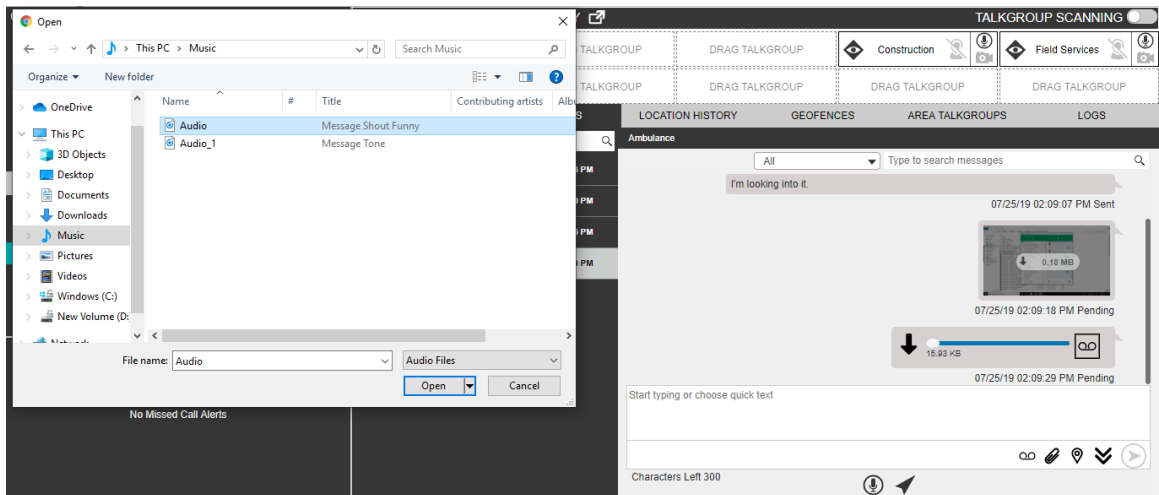 Open
This PC > Music
Search Music
Organize
New folder
Name
#
Title
Contributing artists
OneDrive
This PC
3D Objects
Desktop
Documents
Downloads
Music
Pictures
Videos
Windows (C:)
New Volume (D:
Audio
Message Shout Funny
Audio_1
Message Tone
File name:
Audio
Audio Files
Open
Cancel
No Missed Call Alerts
TALKGROUP SCANNING
TALKGROUP
DRAG TALKGROUP
Construction
Field Services
TALKGROUP
DRAG TALKGROUP
DRAG TALKGROUP
DRAG TALKGROUP
LOCATION HISTORY
GEOFENCES
AREA TALKGROUPS
LOGS
Ambulance
All
Type to search messages
PM
PM
PM
PM
I'm looking into it.
07/25/19 02:09:07 PM Sent
0.18 MB
07/25/19 02:09:18 PM Pending
15.93 KB
07/25/19 02:09:29 PM Pending
Start typing or choose quick text
Characters Left 300